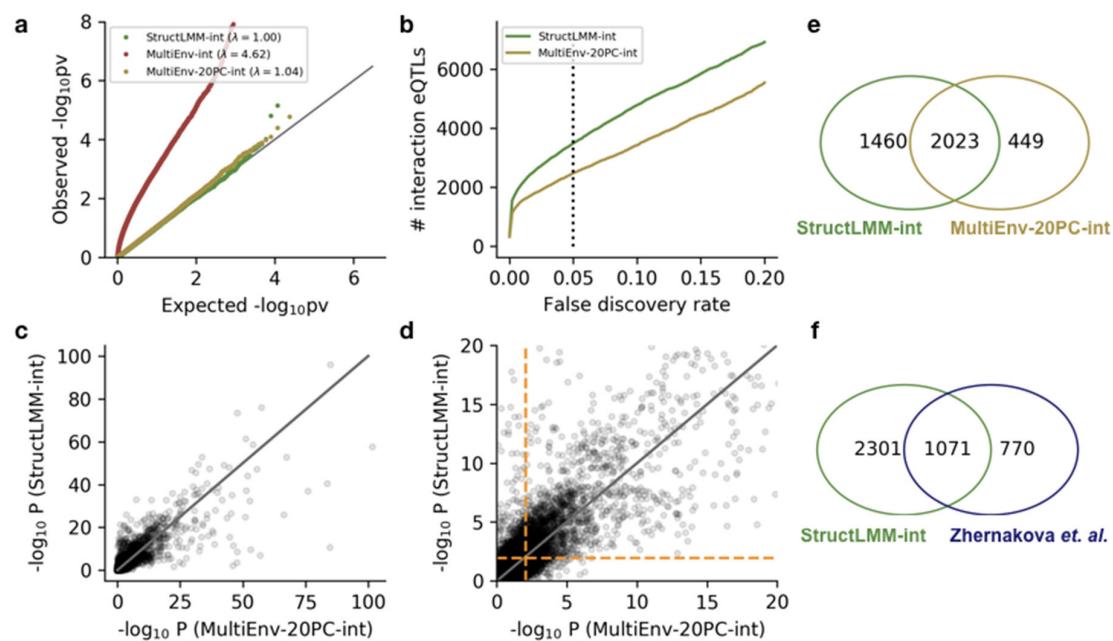 a
8
6
4
2
0
Observed -log10pv
StructLMM-int (λ = 1.00)
MultiEnv-int (λ = 4.62)
MultiEnv-20PC-int (λ = 1.04)
0 2 4 6
Expected -log10pv
b
StructLMM-int
MultiEnv-20PC-int
6000
4000
2000
0
# interaction eQTLs
0.00 0.05 0.10 0.15 0.20
False discovery rate
e
1460 2023 449
StructLMM-int MultiEnv-20PC-int
c
100
80
60
40
20
0
-log10 P (StructLMM-int)
0 25 50 75 100
-log10 P (MultiEnv-20PC-int)
d
20
15
10
5
0
-log10 P (StructLMM-int)
0 5 10 15 20
-log10 P (MultiEnv-20PC-int)
f
2301 1071 770
StructLMM-int Zhernakova et. al.